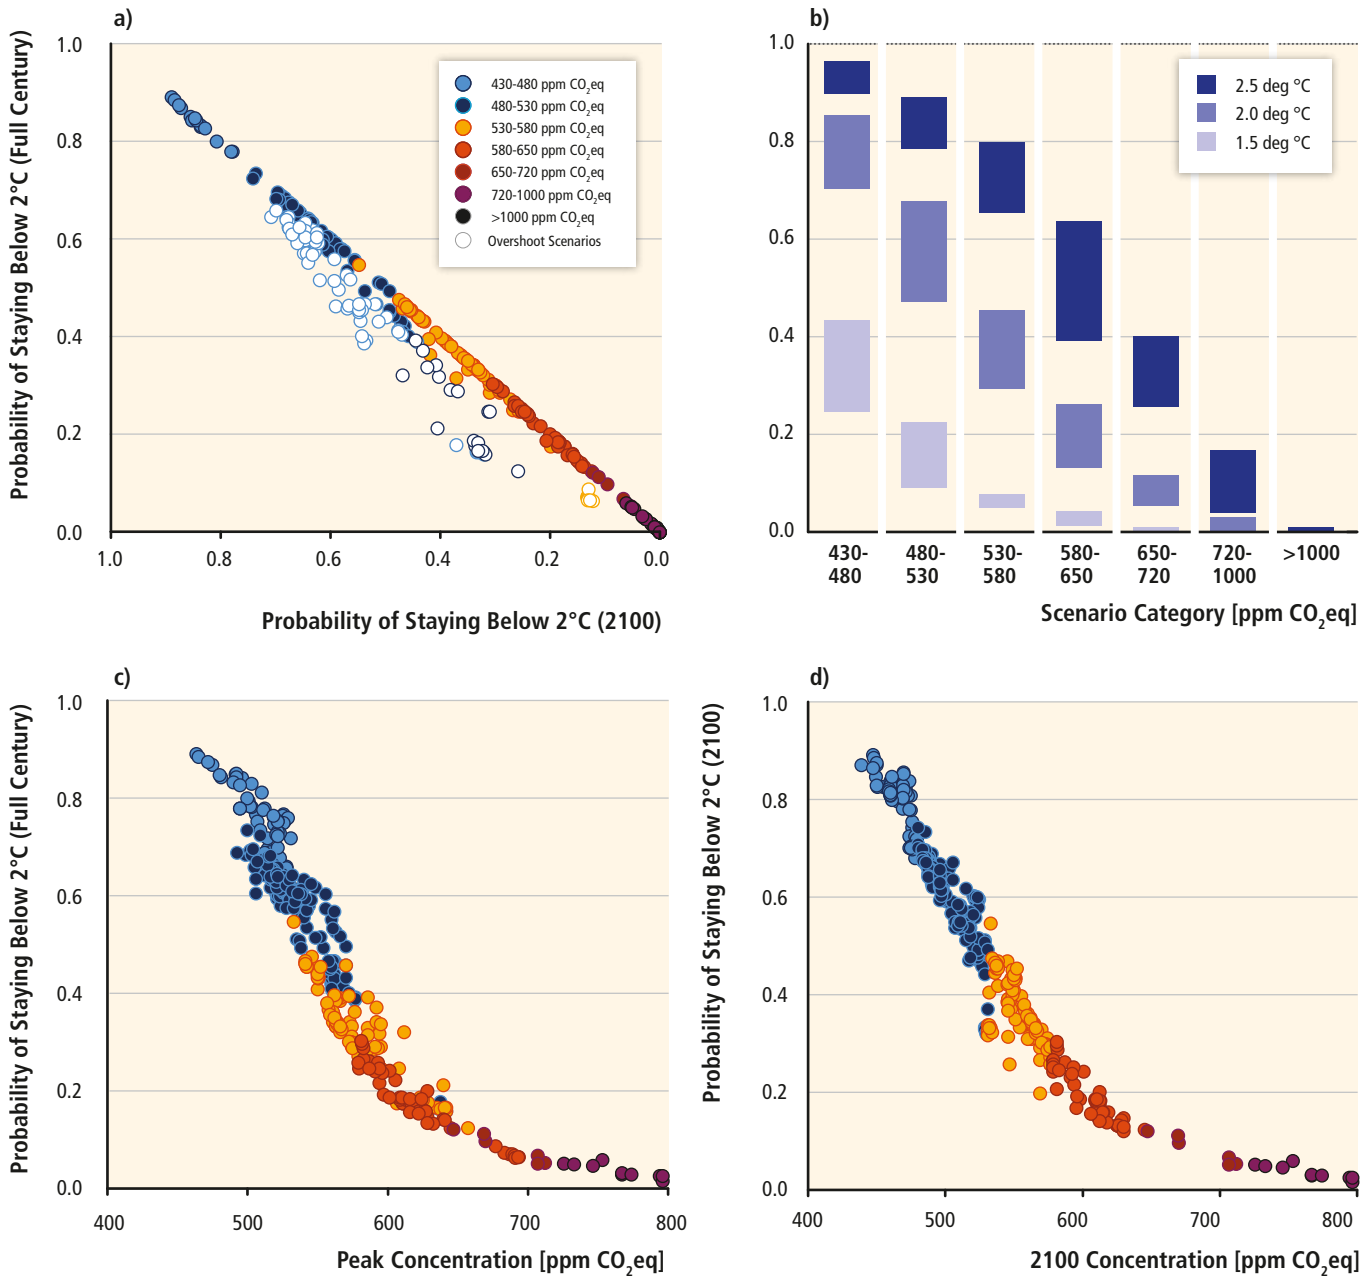 a)
Probability of Staying Below 2°C (Full Century)
1.0
0.8
0.6
0.4
0.2
0.0
430-480 ppm CO2eq
480-530 ppm CO2eq
530-580 ppm CO2eq
580-650 ppm CO2eq
650-720 ppm CO2eq
720-1000 ppm CO2eq
>1000 ppm CO2eq
Overshoot Scenarios
1.0 0.8 0.6 0.4 0.2 0.0
Probability of Staying Below 2°C (2100)
b)
1.0
0.8
0.6
0.4
0.2
0.0
2.5 deg °C
2.0 deg °C
1.5 deg °C
430-
480
480-
530
530-
580
580-
650
650-
720
720-
1000
>1000
Scenario Category [ppm CO2eq]
c)
Probability of Staying Below 2°C (Full Century)
1.0
0.8
0.6
0.4
0.2
0.0
400 500 600 700 800
Peak Concentration [ppm CO2eq]
d)
Probability of Staying Below 2°C (2100)
1.0
0.8
0.6
0.4
0.2
0.0
400 500 600 700 800
2100 Concentration [ppm CO2eq]